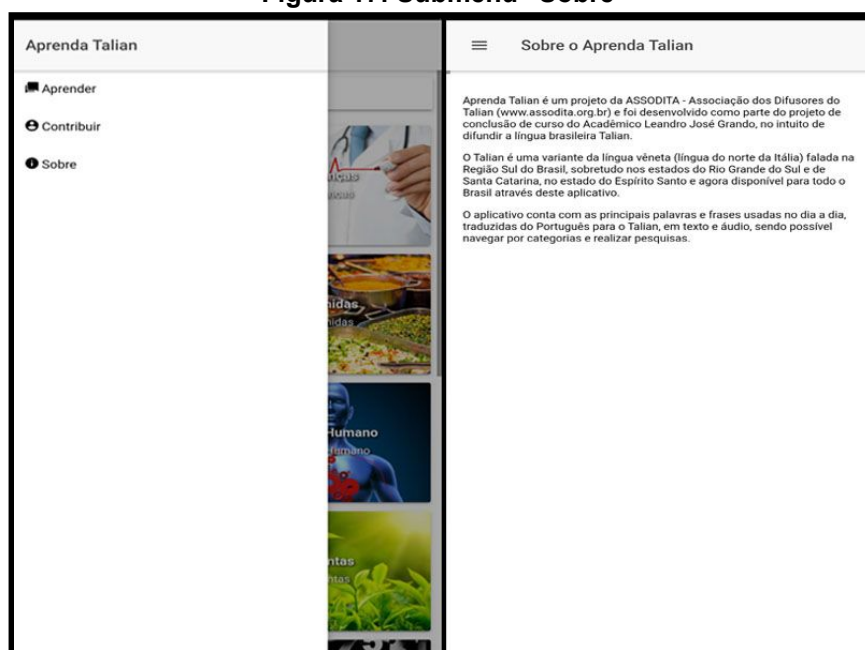 Aprenda Talian
Aprender
Contribuir
Sobre
nidas
nidas
Humano
Humano
ntas
ntas
Sobre o Aprenda Talian
Aprenda Talian é um projeto da ASSODITA - Associação dos Difusores do
Talian (www.assodita.org.br) e foi desenvolvido como parte do projeto de
conclusão de curso do Acadêmico Leandro José Grando, no intuito de
difundir a língua brasileira Talian.
O Talian é uma variante da língua vêneta (língua do norte da Itália) falada na
Região Sul do Brasil, sobretudo nos estados do Rio Grande do Sul e de
Santa Catarina, no estado do Espírito Santo e agora disponível para todo o
Brasil através deste aplicativo.
O aplicativo conta com as principais palavras e frases usadas no dia a dia,
traduzidas do Português para o Talian, em texto e áudio, sendo possível
navegar por categorias e realizar pesquisas.